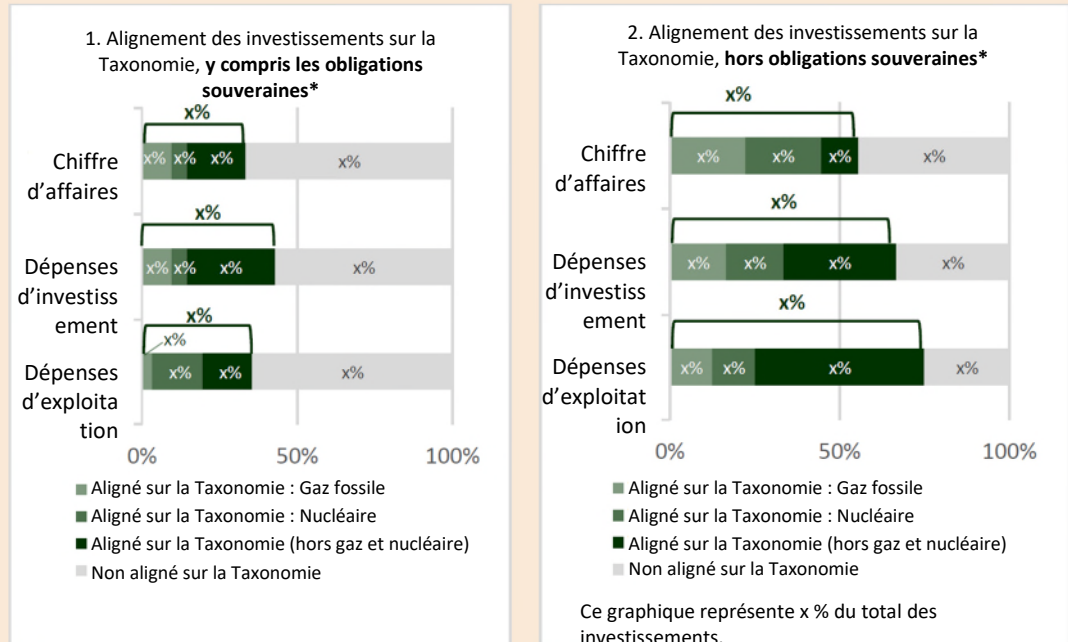 1. Alignement des investissements sur la
Taxonomie, y compris les obligations
souveraines*
x%
Chiffre
d'affaires
x% x% x% x%
x%
Dépenses
d'investiss
ement
x% x% x% x%
x%
x%
Dépenses
d'exploita
tion
x% x% x%
0% 50% 100%
Aligné sur la Taxonomie : Gaz fossile
Aligné sur la Taxonomie : Nucléaire
Aligné sur la Taxonomie (hors gaz et nucléaire)
Non aligné sur la Taxonomie
2. Alignement des investissements sur la
Taxonomie, hors obligations souveraines*
x%
Chiffre
d'affaires
x% x% x% x%
x%
Dépenses
d'investiss
ement
x% x% x% x%
x%
Dépenses
d'exploitat
ion
x% x% x% x%
0% 50% 100%
Aligné sur la Taxonomie : Gaz fossile
Aligné sur la Taxonomie : Nucléaire
Aligné sur la Taxonomie (hors gaz et nucléaire)
Non aligné sur la Taxonomie
Ce graphique représente x % du total des
investissements.